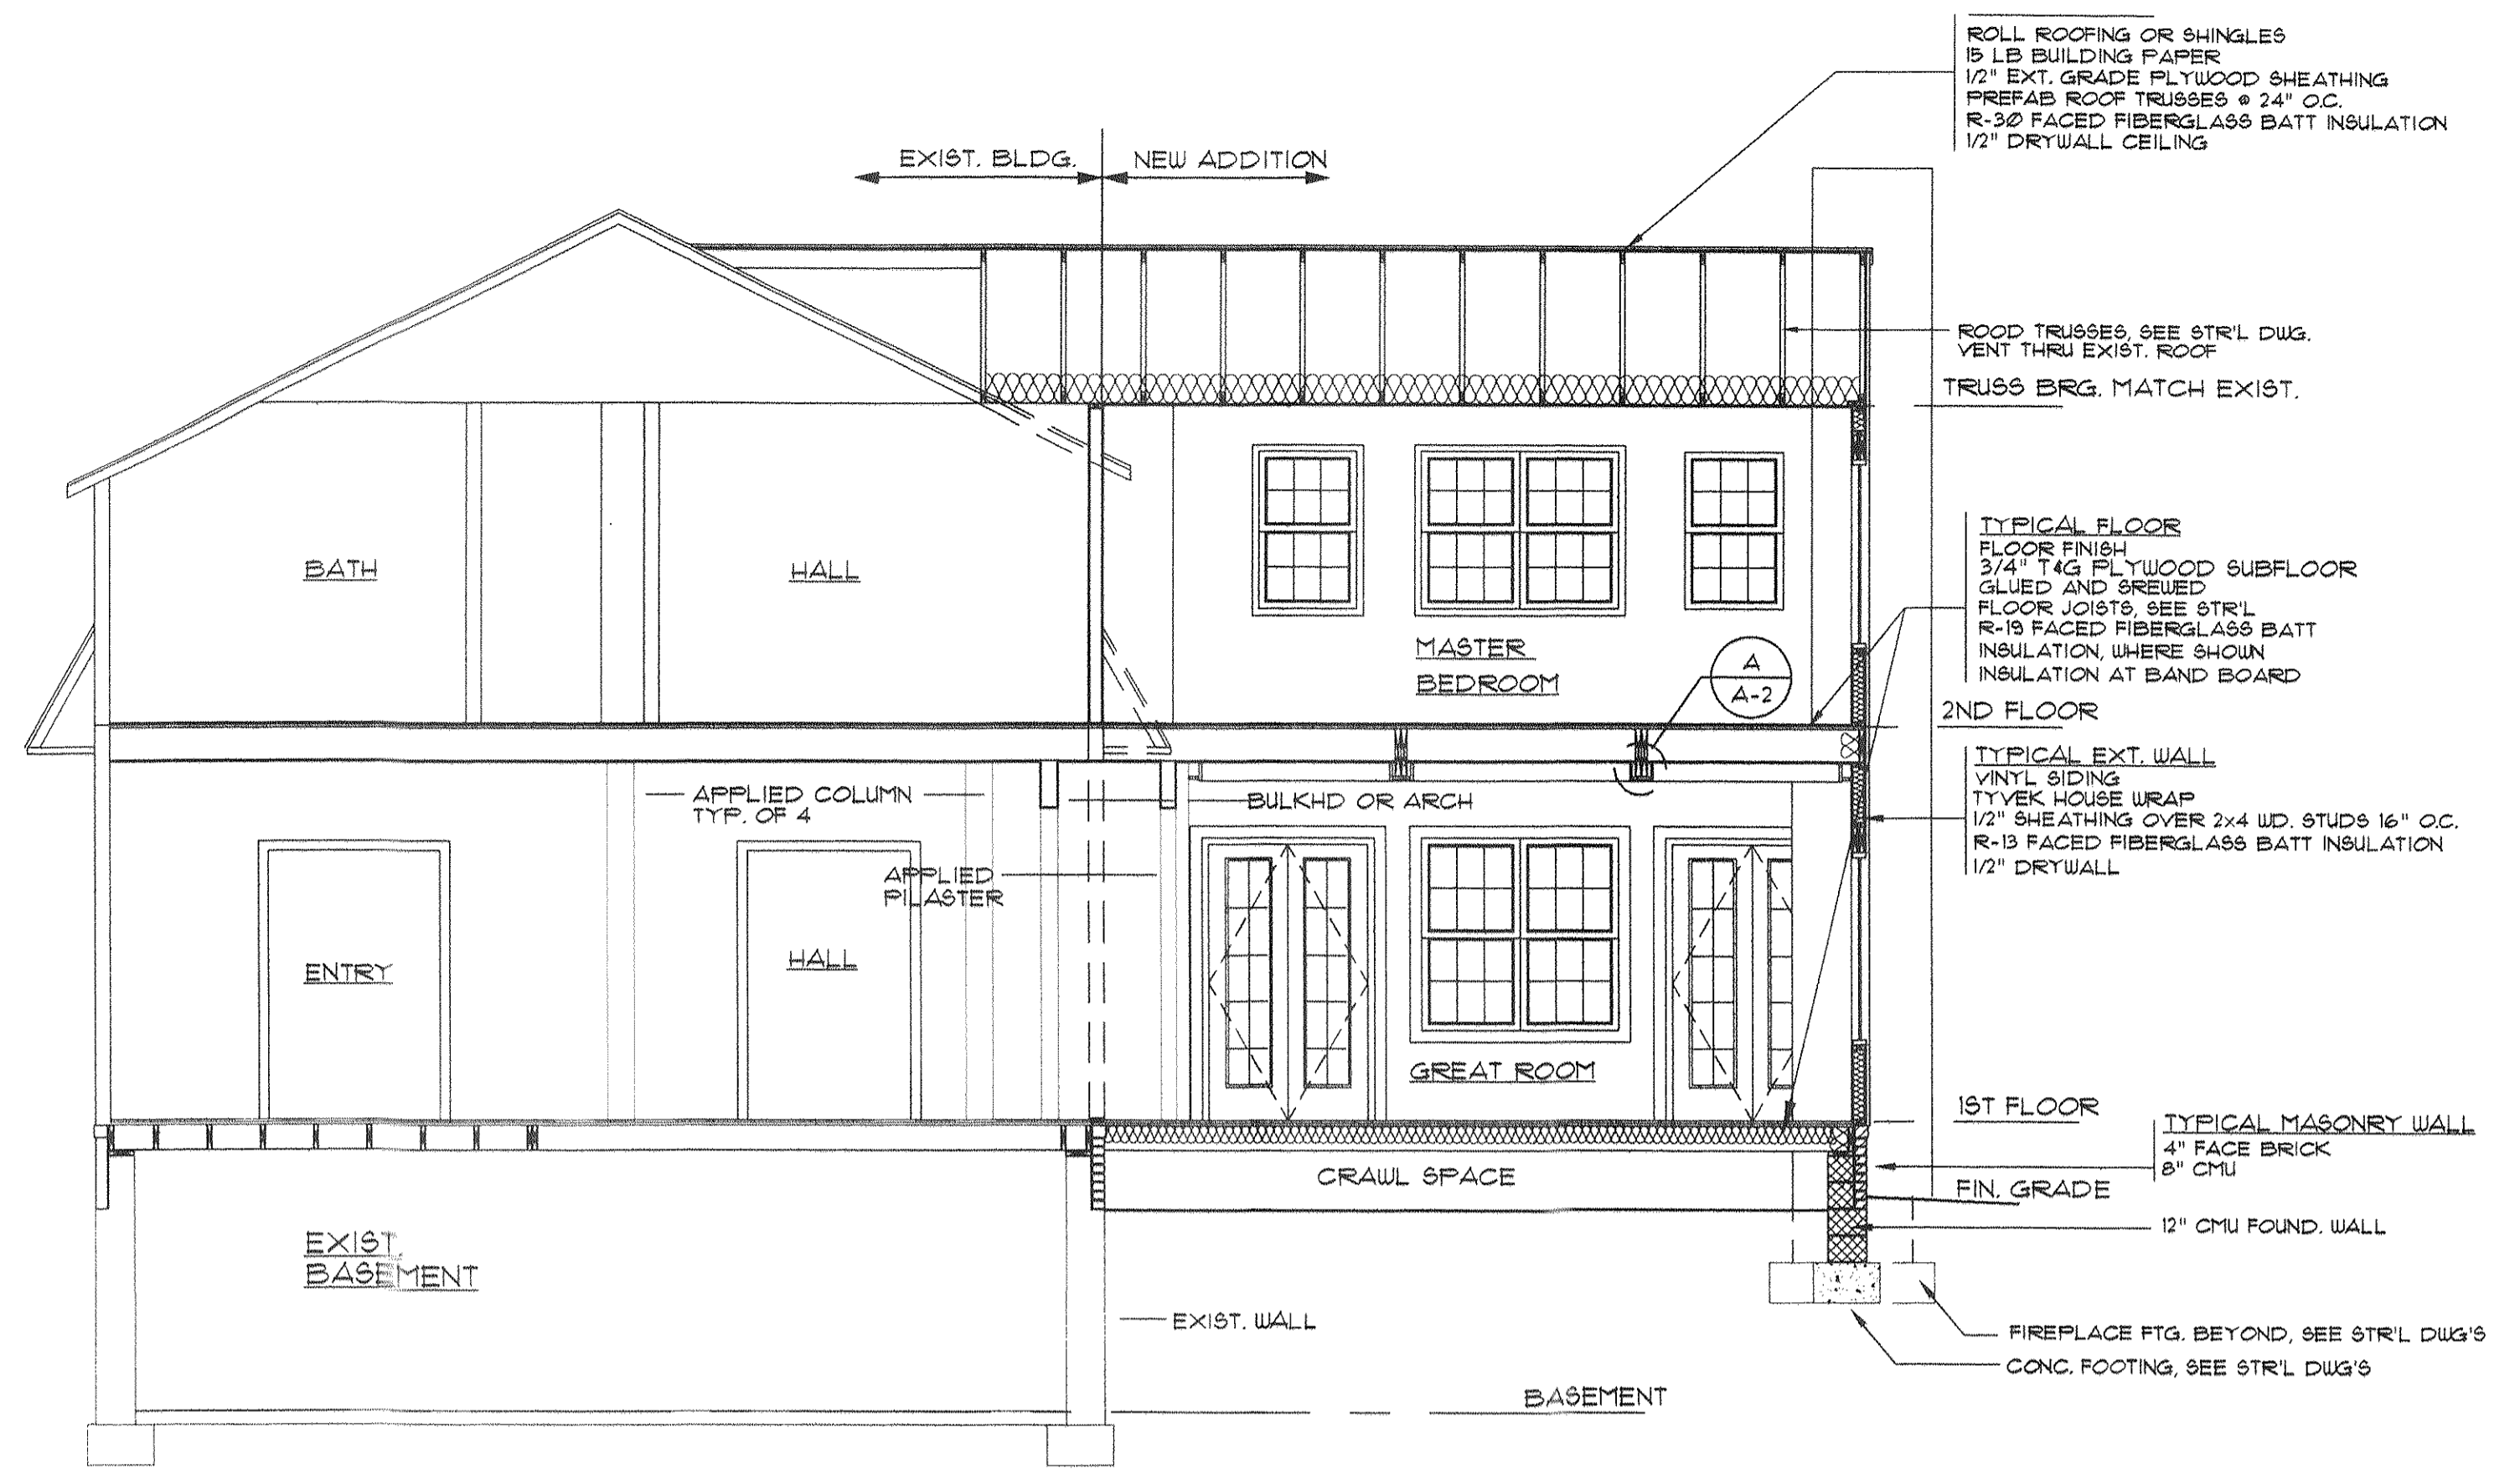 ROLL ROOFING OR SHINGLES
15 LB BUILDING PAPER
1/2" EXT. GRADE PLYWOOD SHEATHING
PREFAB ROOF TRUSSES @ 24" O.C.
R-30 FACED FIBERGLASS BATT INSULATION
1/2" DRYWALL CEILING
EXIST. BLDG.
NEW ADDITION
ROOD TRUSSES, SEE STR'L DWG.
VENT THRU EXIST. ROOF
TRUSS BRG. MATCH EXIST.
BATH
HALL
MASTER
BEDROOM
A
A-2
TYPICAL FLOOR
FLOOR FINISH
3/4" T&G PLYWOOD SUBFLOOR
GLUED AND SREWED
FLOOR JOISTS, SEE STR'L
R-19 FACED FIBERGLASS BATT
INSULATION, WHERE SHOWN
INSULATION AT BAND BOARD
2ND FLOOR
TYPICAL EXT. WALL
VINYL SIDING
TYVEK HOUSE WRAP
1/2" SHEATHING OVER 2x4 WD. STUDS 16" O.C.
R-13 FACED FIBERGLASS BATT INSULATION
1/2" DRYWALL
APPLIED COLUMN
TYP. OF 4
BULKHD OR ARCH
APPLIED
PILASTER
ENTRY
HALL
GREAT ROOM
1ST FLOOR
TYPICAL MASONRY WALL
4" FACE BRICK
8" CMU
CRAWL SPACE
FIN. GRADE
12" CMU FOUND. WALL
EXIST.
BASEMENT
EXIST. WALL
FIREPLACE FTG. BEYOND, SEE STR'L DWG'S
CONC. FOOTING, SEE STR'L DWG'S
BASEMENT